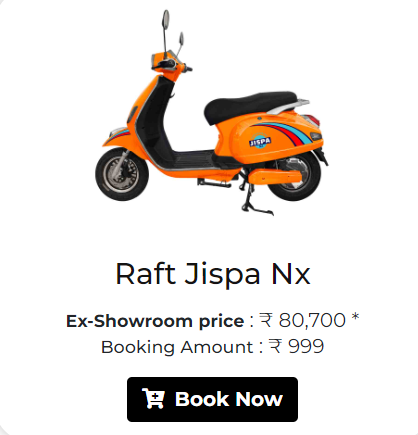 JISPA
Raft Jispa Nx
Ex-Showroom price : ₹ 80,700 *
Booking Amount : ₹ 999
Book Now